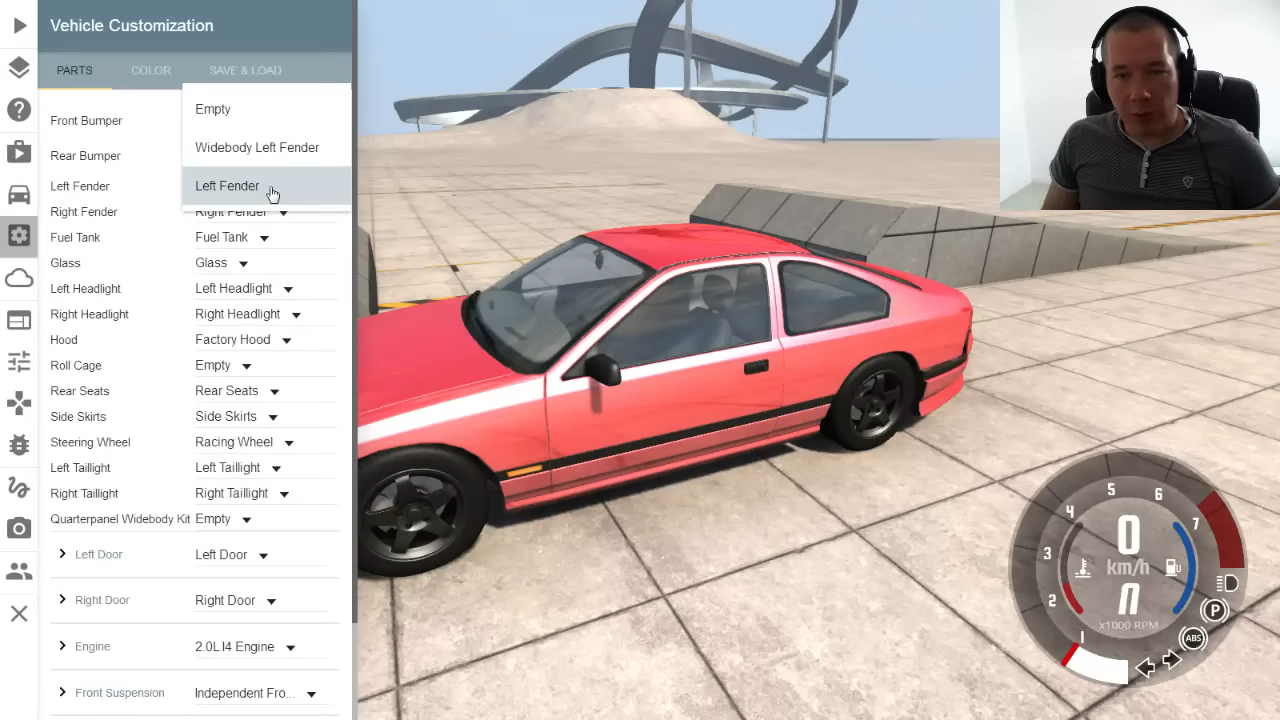 Vehicle Customization
PARTS COLOR SAVE & LOAD
Empty
Front Bumper
Widebody Left Fender
Rear Bumper
Left Fender Left Fender
Right Fender Right Fender
Fuel Tank Fuel Tank
Glass Glass
Left Headlight Left Headlight
Right Headlight Right Headlight
Hood Factory Hood
Roll Cage Empty
Rear Seats Rear Seats
Side Skirts Side Skirts
Steering Wheel Racing Wheel
Left Taillight Left Taillight
Right Taillight Right Taillight
Quarterpanel Widebody Kit Empty
Left Door Left Door
Right Door Right Door
Engine 2.0L I4 Engine
Front Suspension Independent Fro...
1 2 3 4 5 6 7
0
km/h
n
x1000 RPM
P
ABS